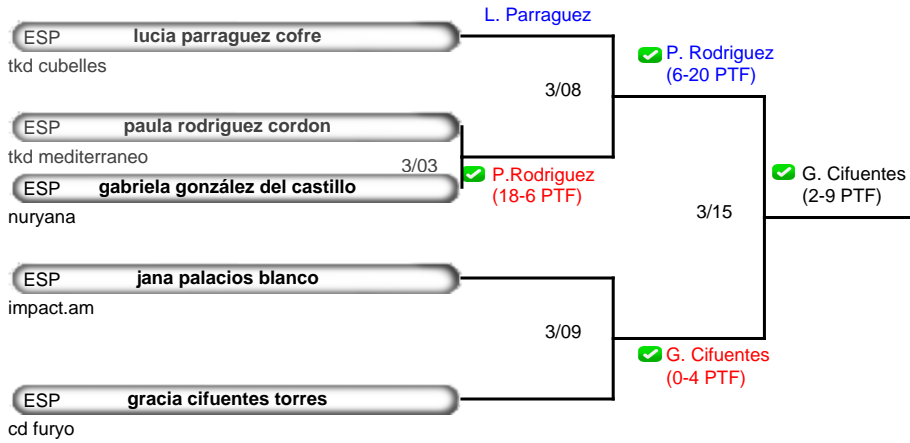 L. Parraguez
ESP lucia parraguez cofre
tkd cubelles
P. Rodriguez
(6-20 PTF)
3/08
ESP paula rodriguez cordon
tkd mediterraneo
3/03
P.Rodriguez
(18-6 PTF)
G. Cifuentes
(2-9 PTF)
ESP gabriela gonzález del castillo
nuryana
3/15
ESP jana palacios blanco
impact.am
3/09
G. Cifuentes
(0-4 PTF)
ESP gracia cifuentes torres
cd furyo